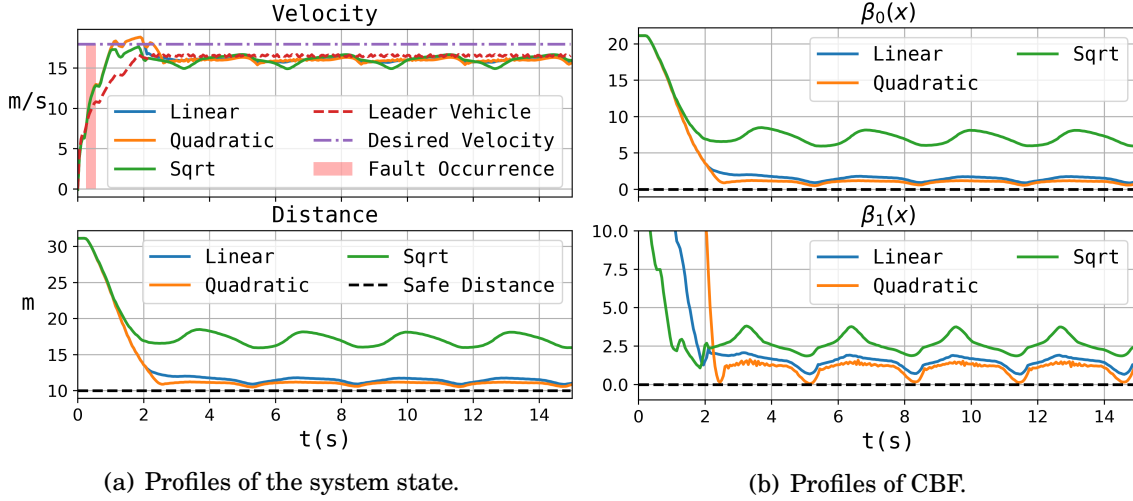 Velocity
m/s
15
10
5
0
Linear
Quadratic
Sqrt
Leader Vehicle
Desired Velocity
Fault Occurrence
Distance
m
30
25
20
15
10
Linear
Quadratic
Sqrt
Safe Distance
0 2 4 6 8 10 12 14
t(s)
(a) Profiles of the system state.
β₀(x)
20
15
10
5
0
Linear
Quadratic
Sqrt
β₁(x)
10.0
7.5
5.0
2.5
0.0
Linear
Quadratic
Sqrt
0 2 4 6 8 10 12 14
t(s)
(b) Profiles of CBF.